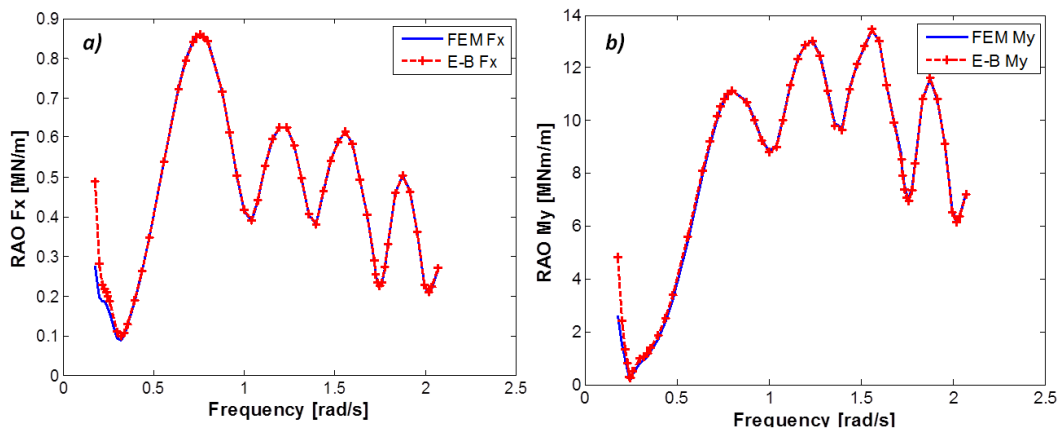 a)
FEM Fx
E-B Fx
RAO Fx [MN/m]
0.9
0.8
0.7
0.6
0.5
0.4
0.3
0.2
0.1
0
0 0.5 1 1.5 2 2.5
Frequency [rad/s]
b)
FEM My
E-B My
RAO My [MNm/m]
14
12
10
8
6
4
2
0
0 0.5 1 1.5 2 2.5
Frequency [rad/s]